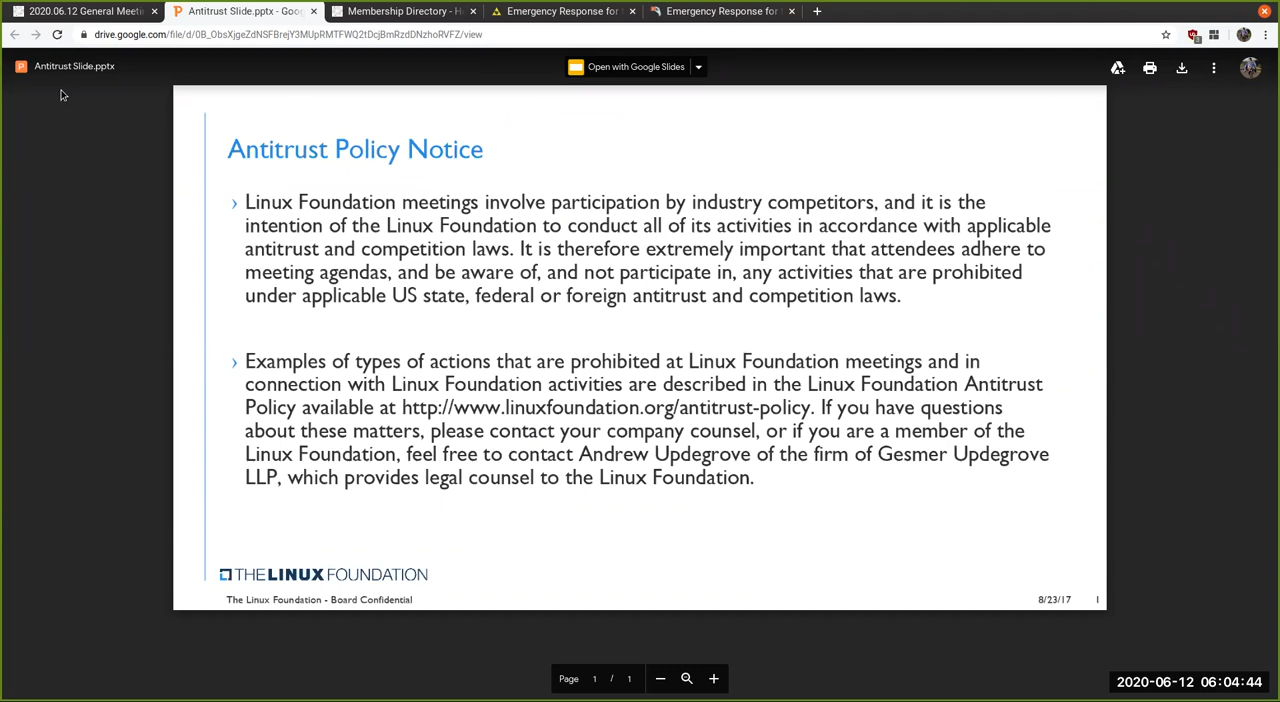 2020.06.12 General Meeti
Antitrust Slide.pptx - Goo
Membership Directory - H
Emergency Response for
Emergency Response for
drive.google.com/file/d/0B_ObsXjgeZdNSFBrejY3MUpRMTFWQ2tDcjBmRzdDNzhoRVFZ/view
Antitrust Slide.pptx
Open with Google Slides
Antitrust Policy Notice
› Linux Foundation meetings involve participation by industry competitors, and it is the
intention of the Linux Foundation to conduct all of its activities in accordance with applicable
antitrust and competition laws. It is therefore extremely important that attendees adhere to
meeting agendas, and be aware of, and not participate in, any activities that are prohibited
under applicable US state, federal or foreign antitrust and competition laws.
› Examples of types of actions that are prohibited at Linux Foundation meetings and in
connection with Linux Foundation activities are described in the Linux Foundation Antitrust
Policy available at http://www.linuxfoundation.org/antitrust-policy. If you have questions
about these matters, please contact your company counsel, or if you are a member of the
Linux Foundation, feel free to contact Andrew Updegrove of the firm of Gesmer Updegrove
LLP, which provides legal counsel to the Linux Foundation.
THE LINUX FOUNDATION
The Linux Foundation - Board Confidential
8/23/17 1
Page 1 / 1
2020-06-12 06:04:44